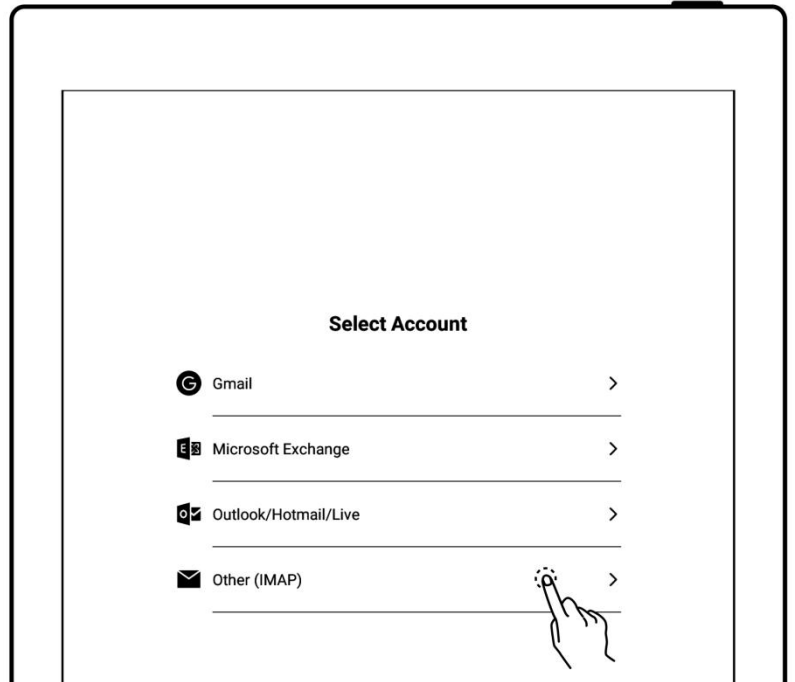 Select Account
Gmail
Microsoft Exchange
Outlook/Hotmail/Live
Other (IMAP)